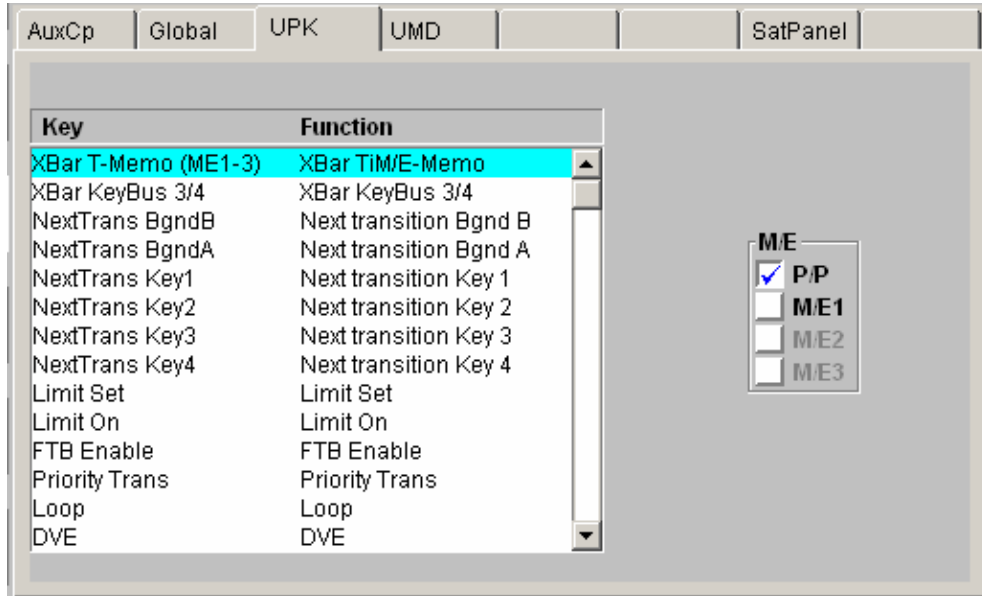 AuxCp Global UPK UMD SatPanel
Key Function
XBar T-Memo (ME1-3) XBar TiM/E-Memo
XBar KeyBus 3/4 XBar KeyBus 3/4
NextTrans BgndB Next transition Bgnd B
NextTrans BgndA Next transition Bgnd A
NextTrans Key1 Next transition Key 1
NextTrans Key2 Next transition Key 2
NextTrans Key3 Next transition Key 3
NextTrans Key4 Next transition Key 4
Limit Set Limit Set
Limit On Limit On
FTB Enable FTB Enable
Priority Trans Priority Trans
Loop Loop
DVE DVE
M/E
P/P
M/E1
M/E2
M/E3